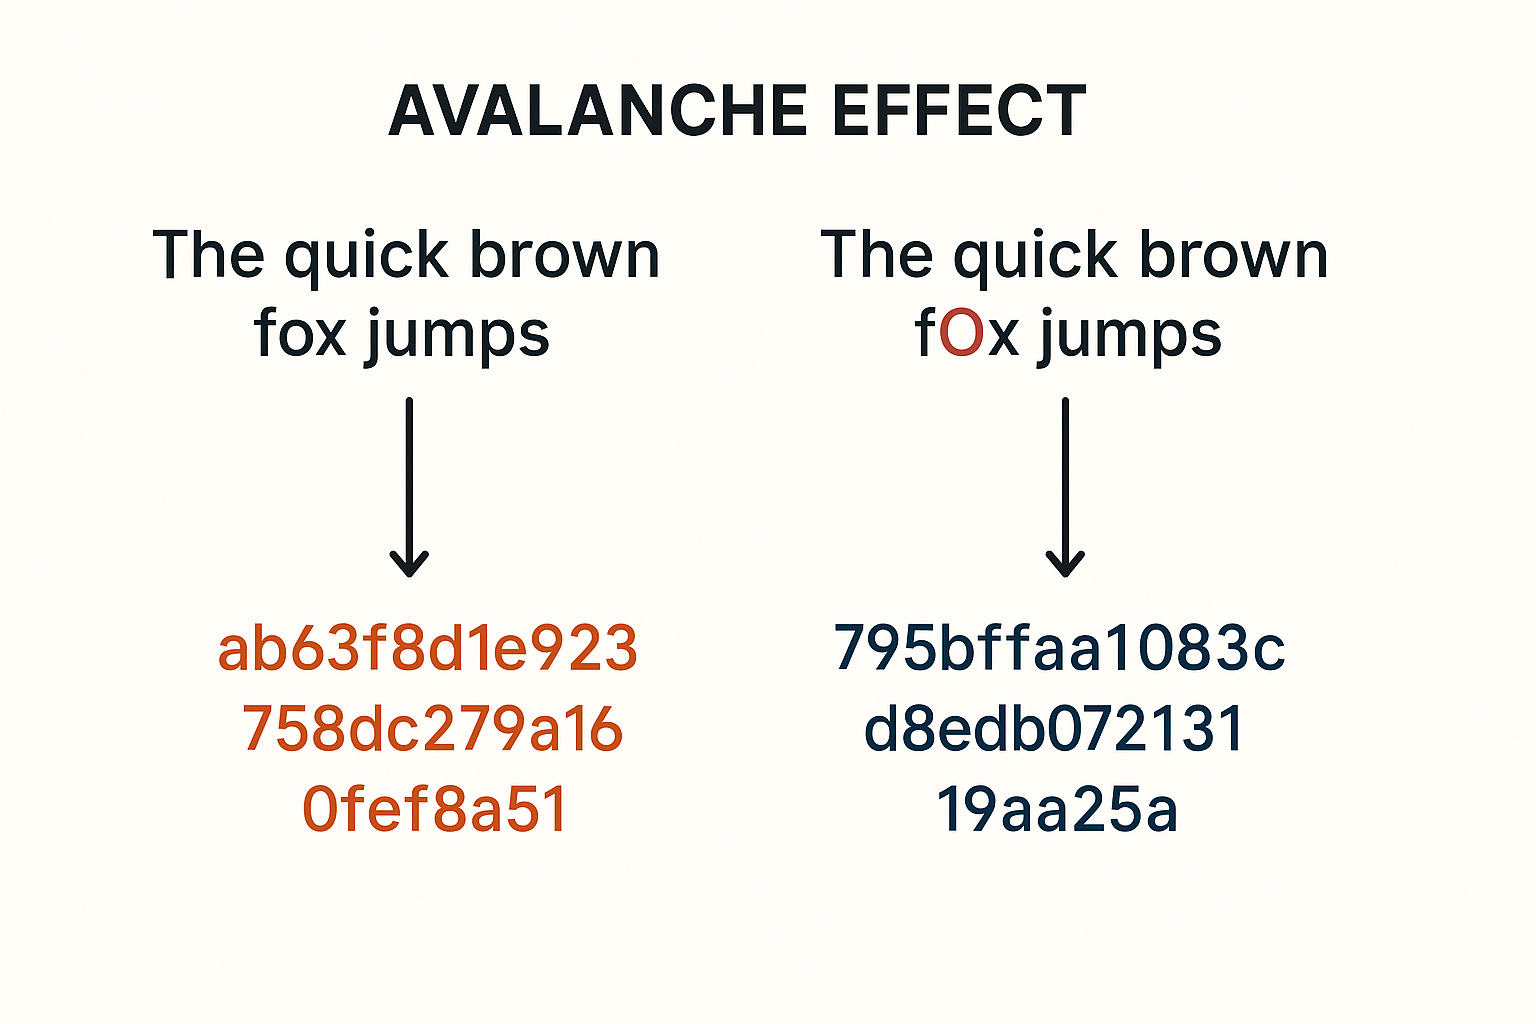 AVALANCHE EFFECT
The quick brown
fox jumps
ab63f8d1e923
758dc279a16
0fef8a51
The quick brown
fOx jumps
795bffaa1083c
d8edb072131
19aa25a